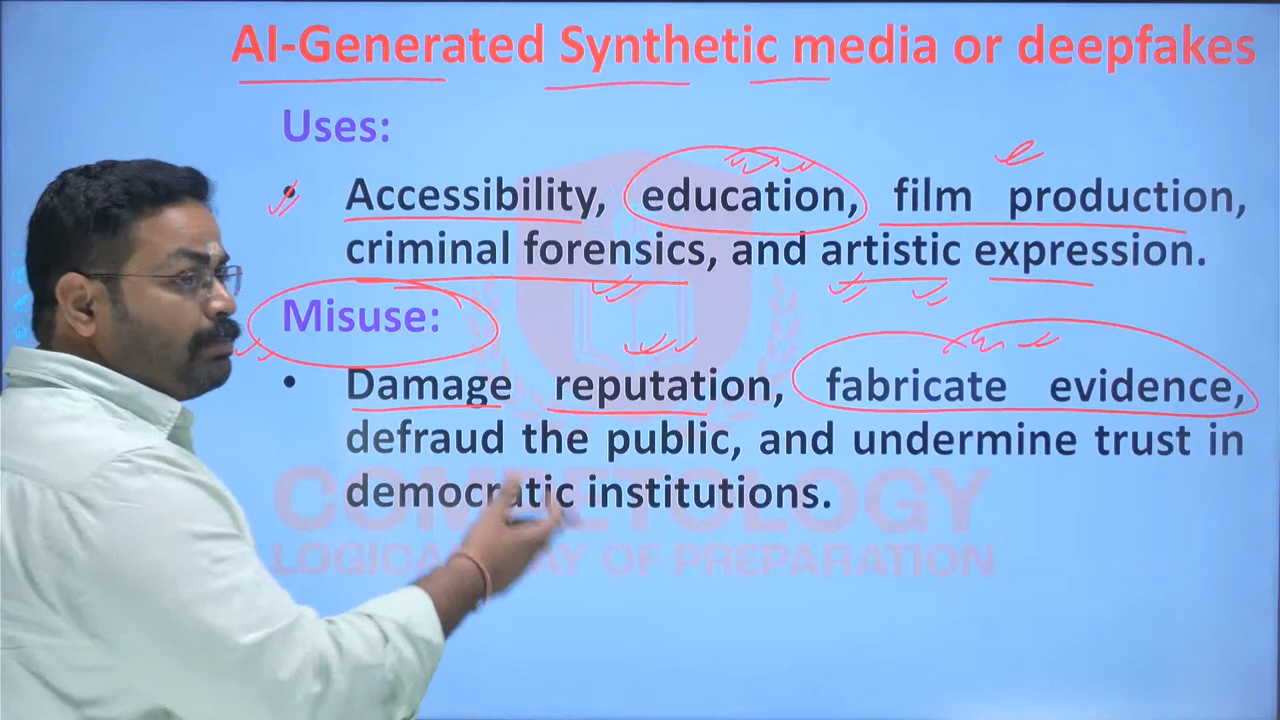 AI-Generated Synthetic media or deepfakes
Uses:
• Accessibility, education, film production,
criminal forensics, and artistic expression.
Misuse:
• Damage reputation, fabricate evidence,
defraud the public, and undermine trust in
democratic institutions.
COMPETOLOGY
LOGICAL WAY OF PREPARATION